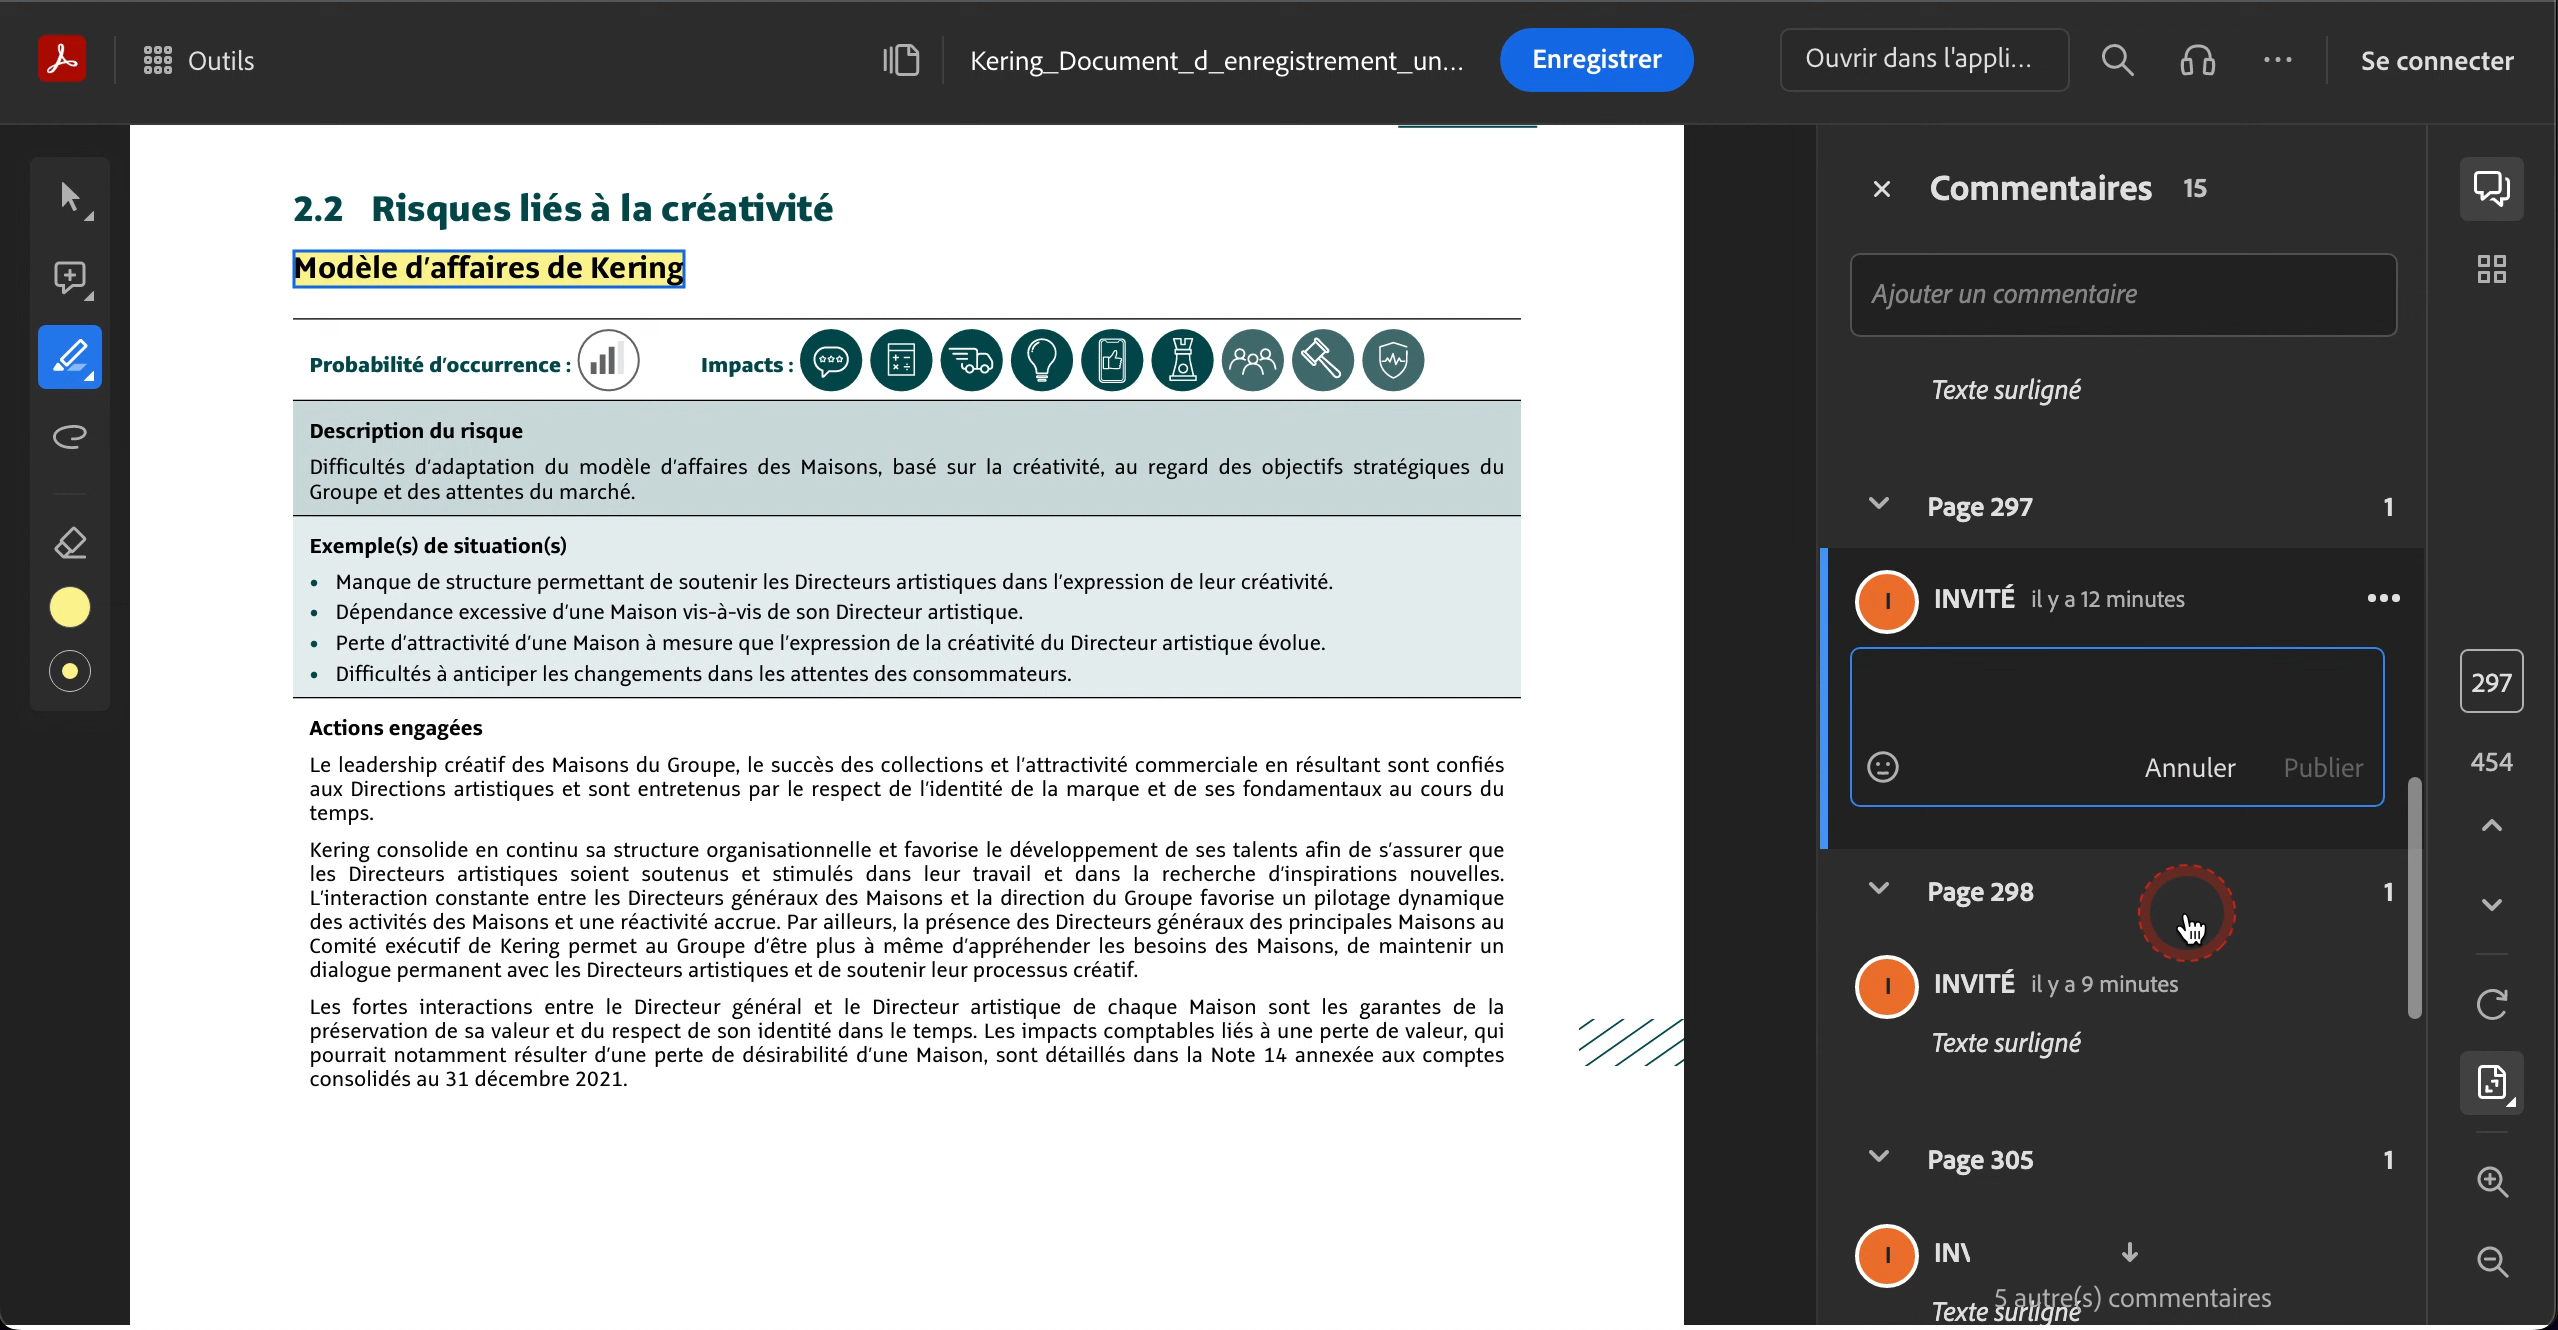 Outils
Kering_Document_d_enregistrement_un...
Enregistrer
Ouvrir dans l'appli...
Se connecter
2.2 Risques liés à la créativité
Modèle d'affaires de Kering
Probabilité d'occurrence :
Impacts :
Description du risque
Difficultés d'adaptation du modèle d'affaires des Maisons, basé sur la créativité, au regard des objectifs stratégiques du
Groupe et des attentes du marché.
Exemple(s) de situation(s)
• Manque de structure permettant de soutenir les Directeurs artistiques dans l'expression de leur créativité.
• Dépendance excessive d'une Maison vis-à-vis de son Directeur artistique.
• Perte d'attractivité d'une Maison à mesure que l'expression de la créativité du Directeur artistique évolue.
• Difficultés à anticiper les changements dans les attentes des consommateurs.
Actions engagées
Le leadership créatif des Maisons du Groupe, le succès des collections et l'attractivité commerciale en résultant sont confiés
aux Directions artistiques et sont entretenus par le respect de l'identité de la marque et de ses fondamentaux au cours du
temps.
Kering consolide en continu sa structure organisationnelle et favorise le développement de ses talents afin de s'assurer que
les Directeurs artistiques soient soutenus et stimulés dans leur travail et dans la recherche d'inspirations nouvelles.
L'interaction constante entre les Directeurs généraux des Maisons et la direction du Groupe favorise un pilotage dynamique
des activités des Maisons et une réactivité accrue. Par ailleurs, la présence des Directeurs généraux des principales Maisons au
Comité exécutif de Kering permet au Groupe d'être plus à même d'appréhender les besoins des Maisons, de maintenir un
dialogue permanent avec les Directeurs artistiques et de soutenir leur processus créatif.
Les fortes interactions entre le Directeur général et le Directeur artistique de chaque Maison sont les garantes de la
préservation de sa valeur et du respect de son identité dans le temps. Les impacts comptables liés à une perte de valeur, qui
pourrait notamment résulter d'une perte de désirabilité d'une Maison, sont détaillés dans la Note 14 annexée aux comptes
consolidés au 31 décembre 2021.
Commentaires 15
Ajouter un commentaire
Texte surligné
Page 297 1
I INVITÉ il y a 12 minutes
Annuler Publier
Page 298 1
I INVITÉ il y a 9 minutes
Texte surligné
Page 305 1
I INV
5 autre(s) commentaires
Texte surligné
297
454